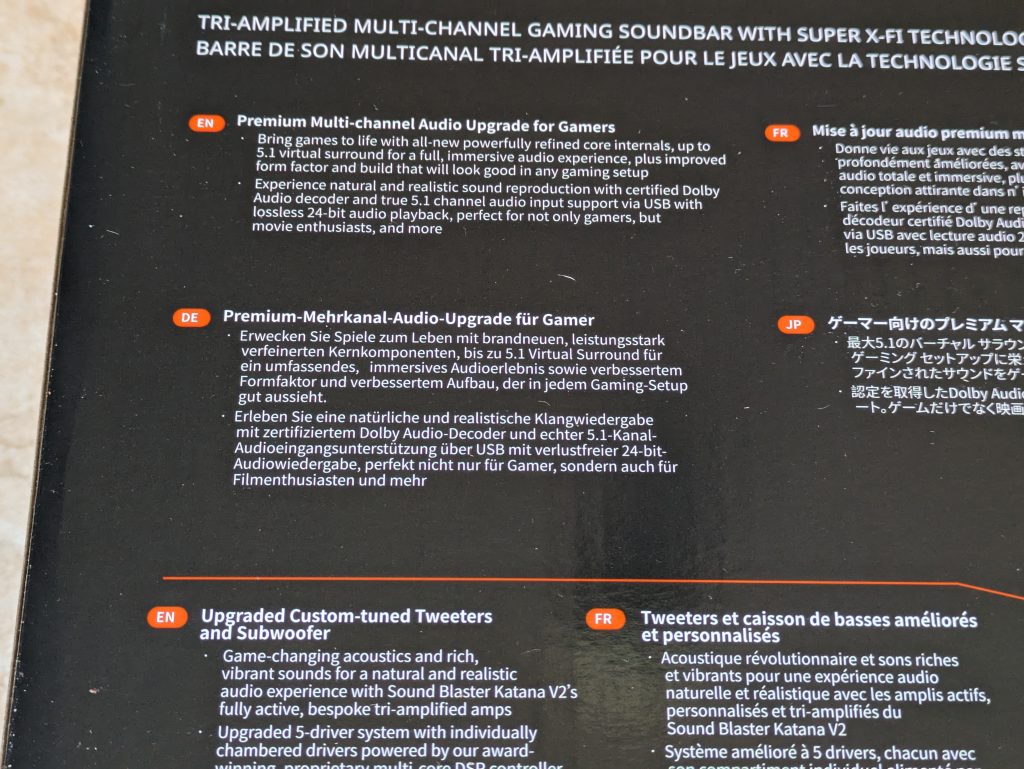 TRI-AMPLIFIED MULTI-CHANNEL GAMING SOUNDBAR WITH SUPER X-FI
BARRE DE SON MULTICANAL TRI-AMPLIFIÉE POUR LE JEUX AVEC LA TECHNOLOGIE
EN Premium Multi-channel Audio Upgrade for Gamers
· Bring games to life with all-new powerfully refined core internals, up to
5.1 virtual surround for a full, immersive audio experience, plus improved
form factor and build that will look good in any gaming setup
· Experience natural and realistic sound reproduction with certified Dolby
Audio decoder and true 5.1 channel audio input support via USB with
lossless 24-bit audio playback, perfect for not only gamers, but
movie enthusiasts, and more
FR Mise à jour audio premium
· Donne vie aux jeux avec des
profondément améliorées,
audio totale et immersive,
conception attirante dans
· Faites l'expérience d'une
décodeur certifié Dolby
via USB avec lecture audio
les joueurs, mais aussi pour
DE Premium-Mehrkanal-Audio-Upgrade für Gamer
· Erwecken Sie Spiele zum Leben mit brandneuen, leistungsstark
verfeinerten Kernkomponenten, bis zu 5.1 Virtual Surround für
ein umfassendes, immersives Audioerlebnis sowie verbessertem
Formfaktor und verbessertem Aufbau, der in jedem Gaming-Setup
gut aussieht.
· Erleben Sie eine natürliche und realistische Klangwiedergabe
mit zertifiziertem Dolby Audio-Decoder und echter 5.1-Kanal-
Audioeingangsunterstützung über USB mit verlustfreier 24-bit-
Audiowiedergabe, perfekt nicht nur für Gamer, sondern auch für
Filmenthusiasten und mehr
JP ゲーマー向けのプレミアム マ
· 最大5.1のバーチャル サラウン
ゲーミング セットアップに栄
ファインされたサウンドをゲー
· 認定を取得したDolby Audio
ート。ゲームだけでなく映画
EN Upgraded Custom-tuned Tweeters
and Subwoofer
· Game-changing acoustics and rich,
vibrant sounds for a natural and realistic
audio experience with Sound Blaster Katana V2's
fully active, bespoke tri-amplified amps
· Upgraded 5-driver system with individually
chambered drivers powered by our award-
winning, proprietary multi-core DSP controller
FR Tweeters et caisson de basses améliorés
et personnalisés
· Acoustique révolutionnaire et sons riches
et vibrants pour une expérience audio
naturelle et réalistique avec les amplis actifs,
personnalisés et tri-amplifiés du
Sound Blaster Katana V2
· Système amélioré à 5 drivers, chacun avec
son compartiment individuel